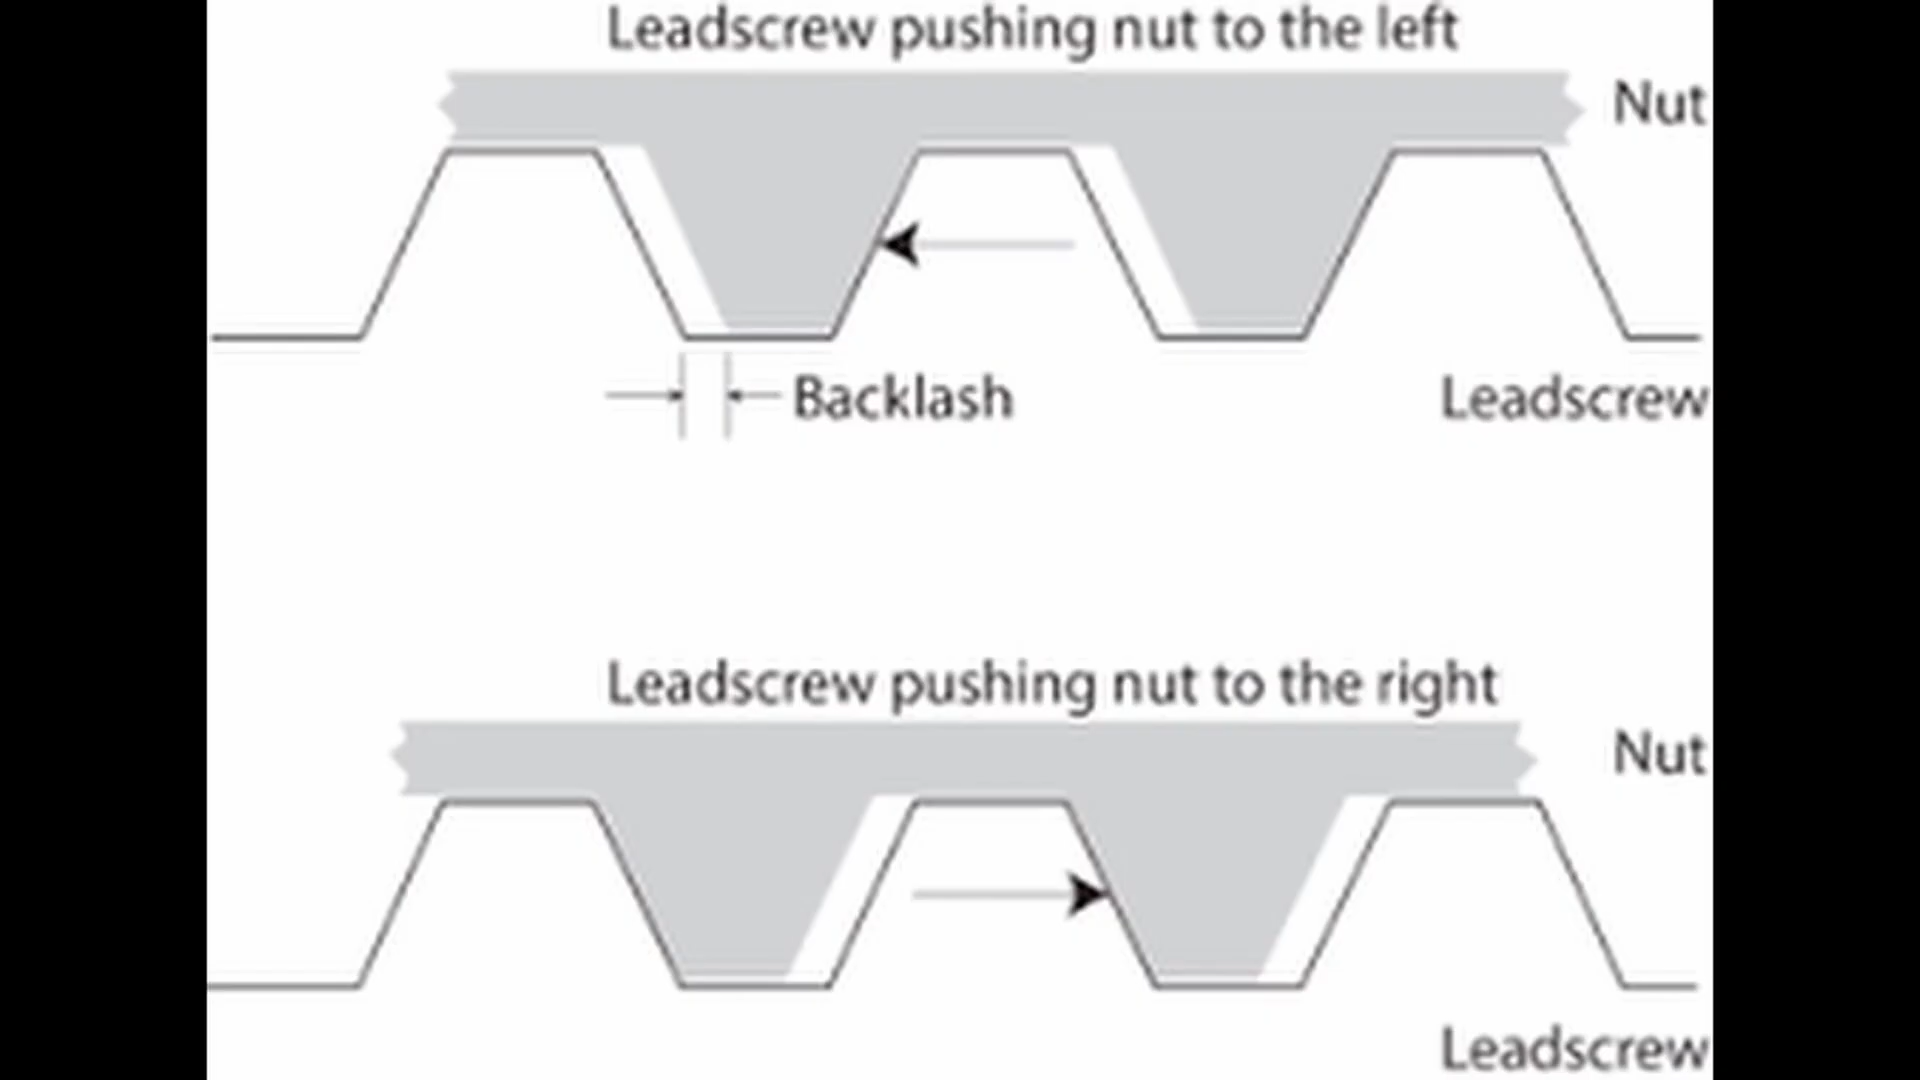 Leadscrew pushing nut to the left
Nut
Backlash
Leadscrew
Leadscrew pushing nut to the right
Nut
Leadscrew